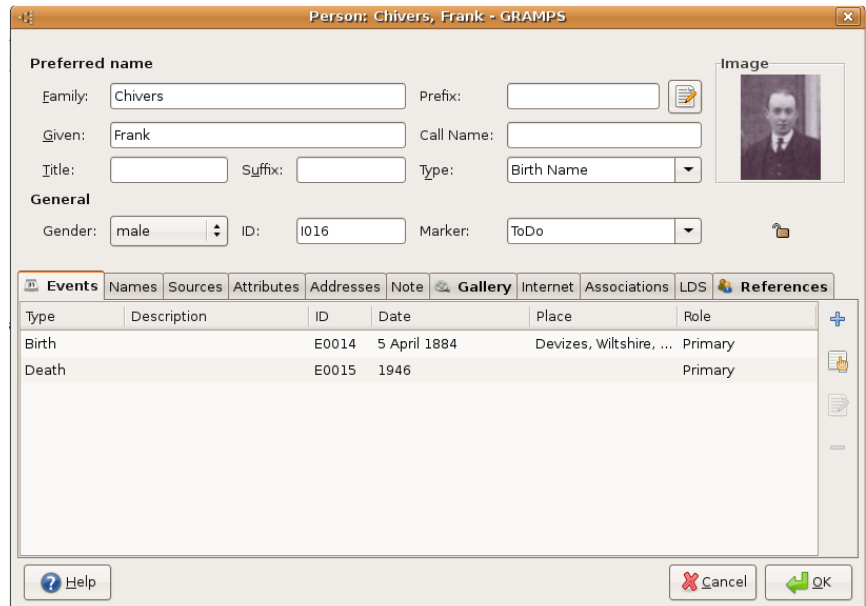 Person: Chivers, Frank - GRAMPS
Preferred name
Image
Family: Chivers Prefix:
Given: Frank Call Name:
Title: Suffix: Type: Birth Name
General
Gender: male ID: I016 Marker: ToDo
Events Names Sources Attributes Addresses Note Gallery Internet Associations LDS References
Type Description ID Date Place Role
Birth E0014 5 April 1884 Devizes, Wiltshire, ... Primary
Death E0015 1946 Primary
Help Cancel OK